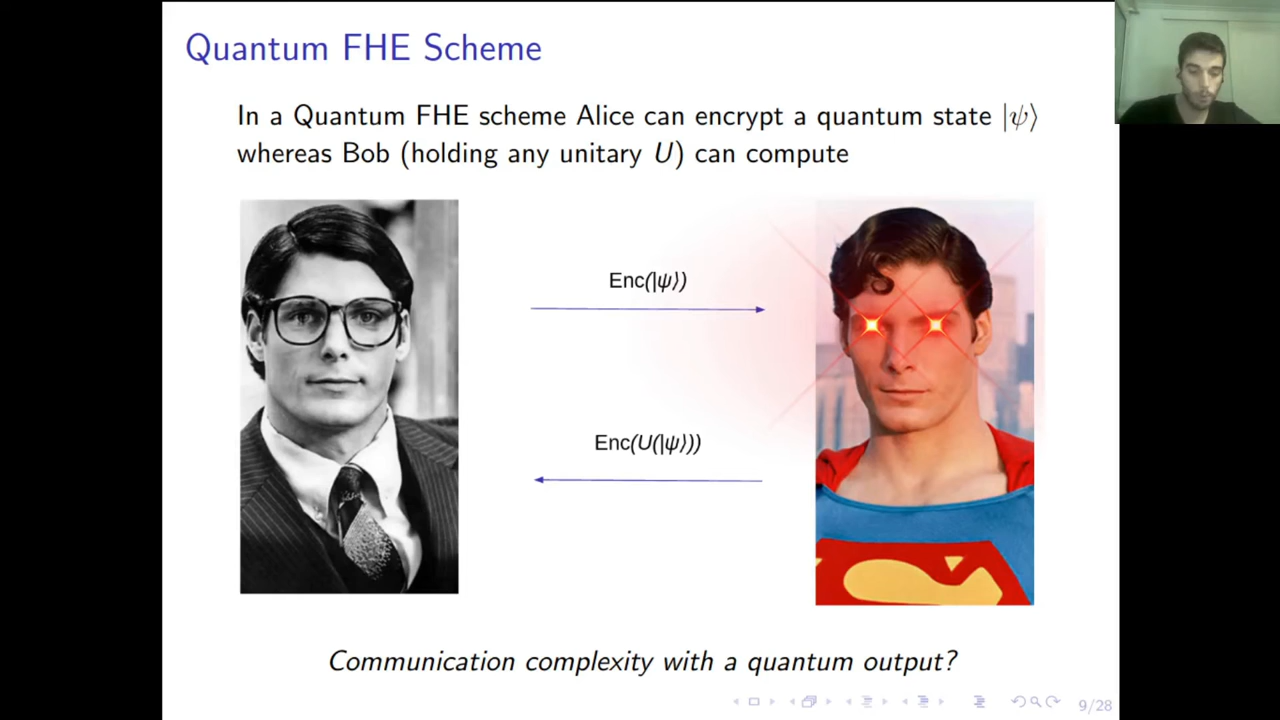 Quantum FHE Scheme
In a Quantum FHE scheme Alice can encrypt a quantum state |ψ⟩
whereas Bob (holding any unitary U) can compute
Enc(|ψ⟩)
Enc(U(|ψ⟩))
Communication complexity with a quantum output?
9/28